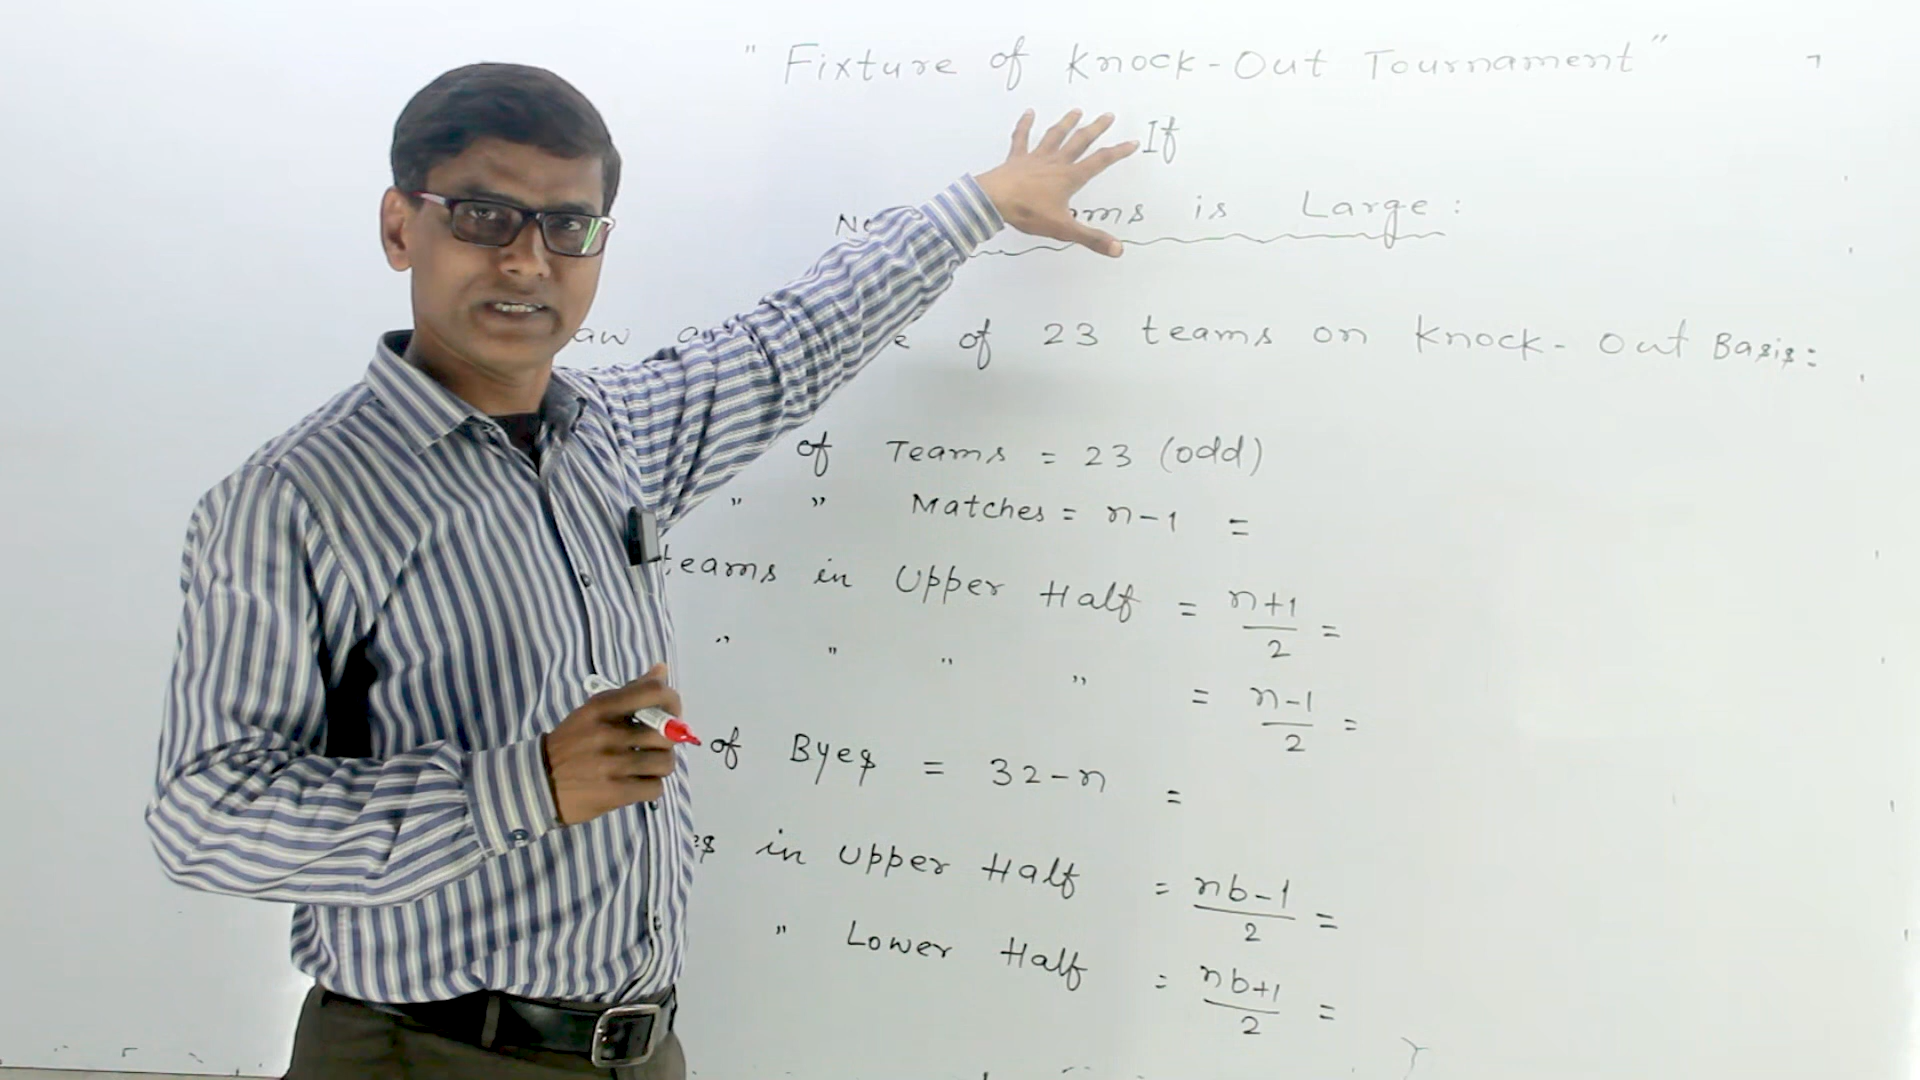 " Fixture of Knock-Out Tournament "
If
is Large :
of 23 teams on Knock-Out Basis:
of Teams = 23 (odd)
" " Matches = n-1 =
teams in Upper Half = n+1/2 =
" " " " = n-1/2 =
of Byes = 32-n =
in Upper Half = nb-1/2 =
" Lower Half = nb+1/2 =